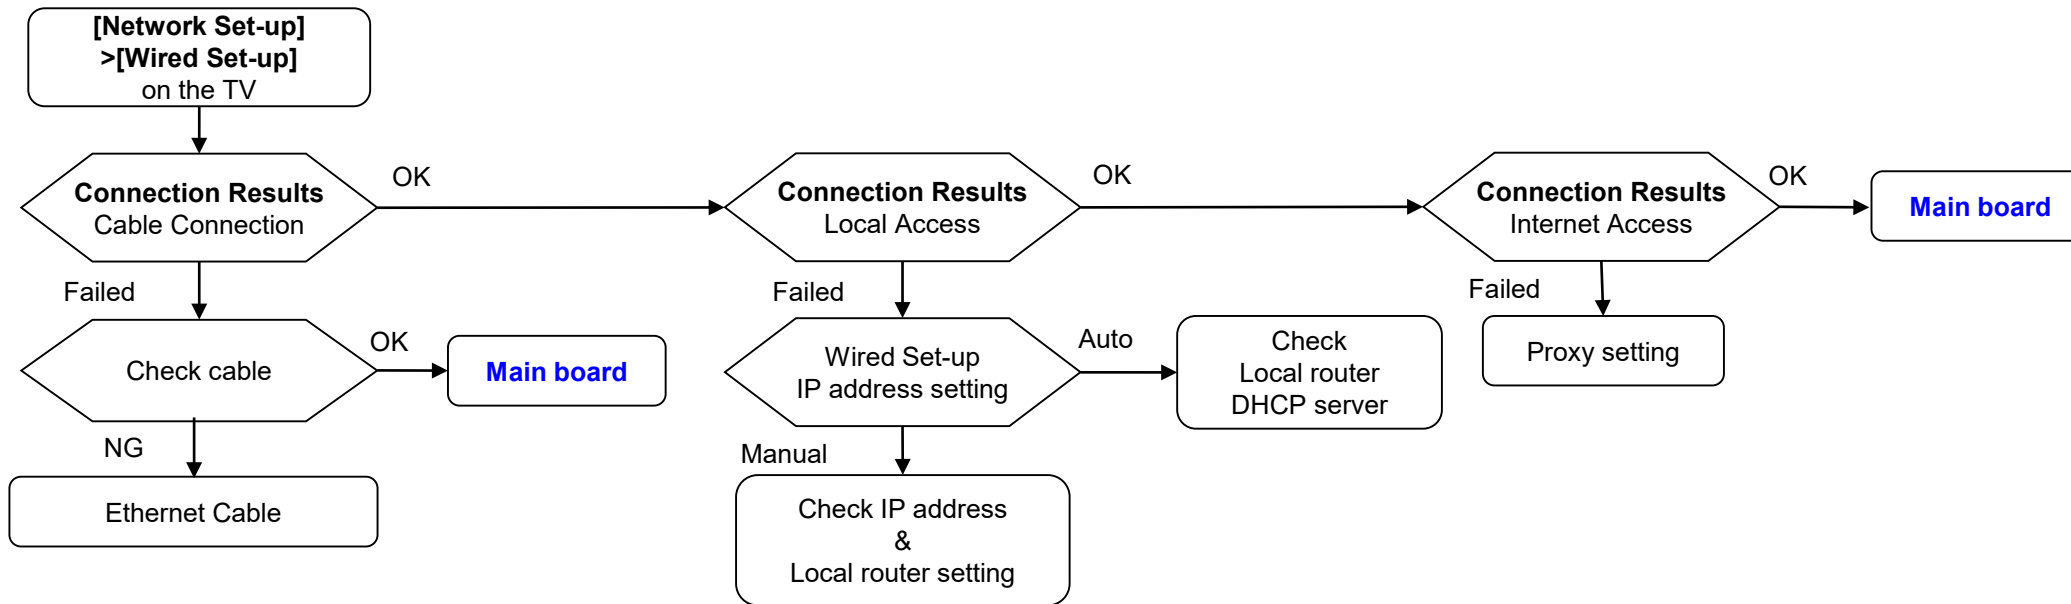 [Network Set-up]
>[Wired Set-up]
on the TV
Connection Results
Cable Connection
OK
Connection Results
Local Access
OK
Connection Results
Internet Access
OK
Main board
Failed
Check cable
OK
Main board
NG
Ethernet Cable
Failed
Wired Set-up
IP address setting
Auto
Check
Local router
DHCP server
Manual
Check IP address
&
Local router setting
Failed
Proxy setting